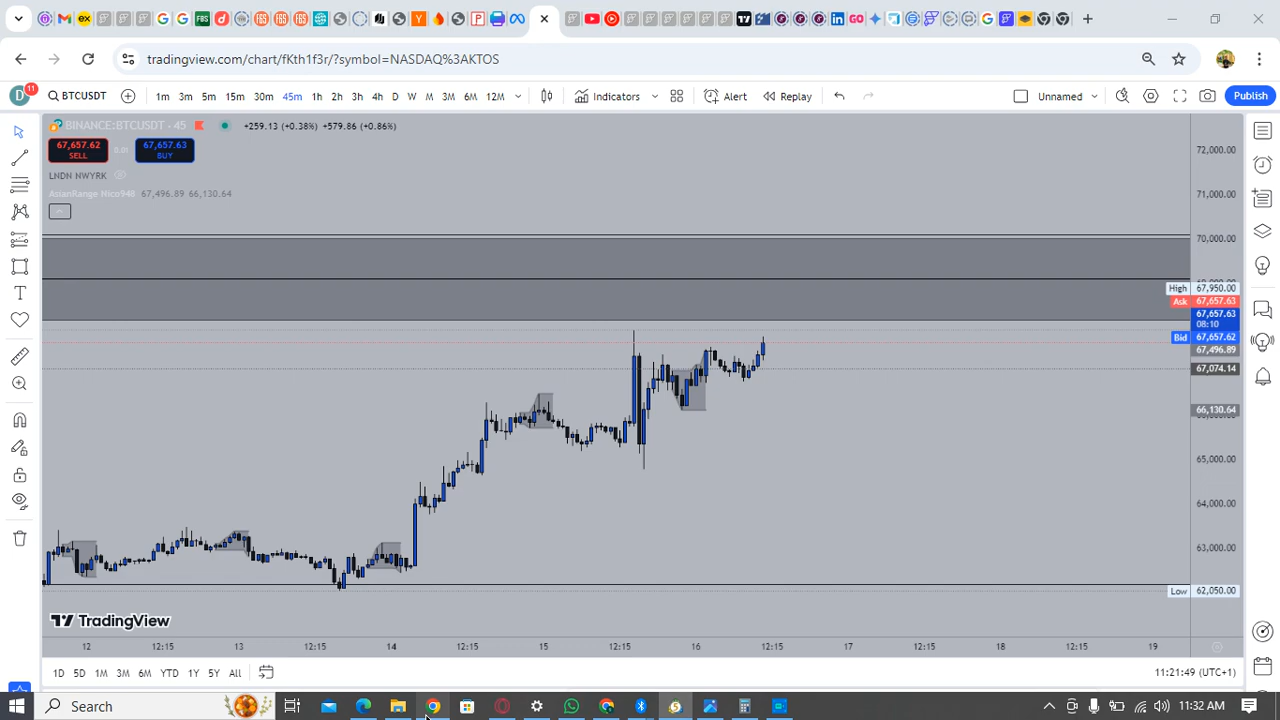 tradingview.com/chart/fKth1f3r/?symbol=NASDAQ%3AKTOS
D 11 BTCUSDT 1m 3m 5m 15m 30m 45m 1h 2h 3h 4h D W M 3M 6M 12M Indicators Alert Replay Unnamed Publish
BINANCE:BTCUSDT - 45 +259.13 (+0.38%) +579.86 (+0.86%)
67,657.62 SELL 0.01 67,657.63 BUY
LNDN NWYRK
AsianRange Nico948 67,496.89 66,130.64
72,000.00
71,000.00
70,000.00
High 67,950.00
Ask 67,657.63
67,657.63
08:10
Bid 67,657.62
67,496.89
67,074.14
66,130.64
65,000.00
64,000.00
63,000.00
Low 62,050.00
TradingView
12 12:15 13 12:15 14 12:15 15 12:15 16 12:15 17 12:15 18 12:15 19
1D 5D 1M 3M 6M YTD 1Y 5Y All 11:21:49 (UTC+1)
Search 11:32 AM